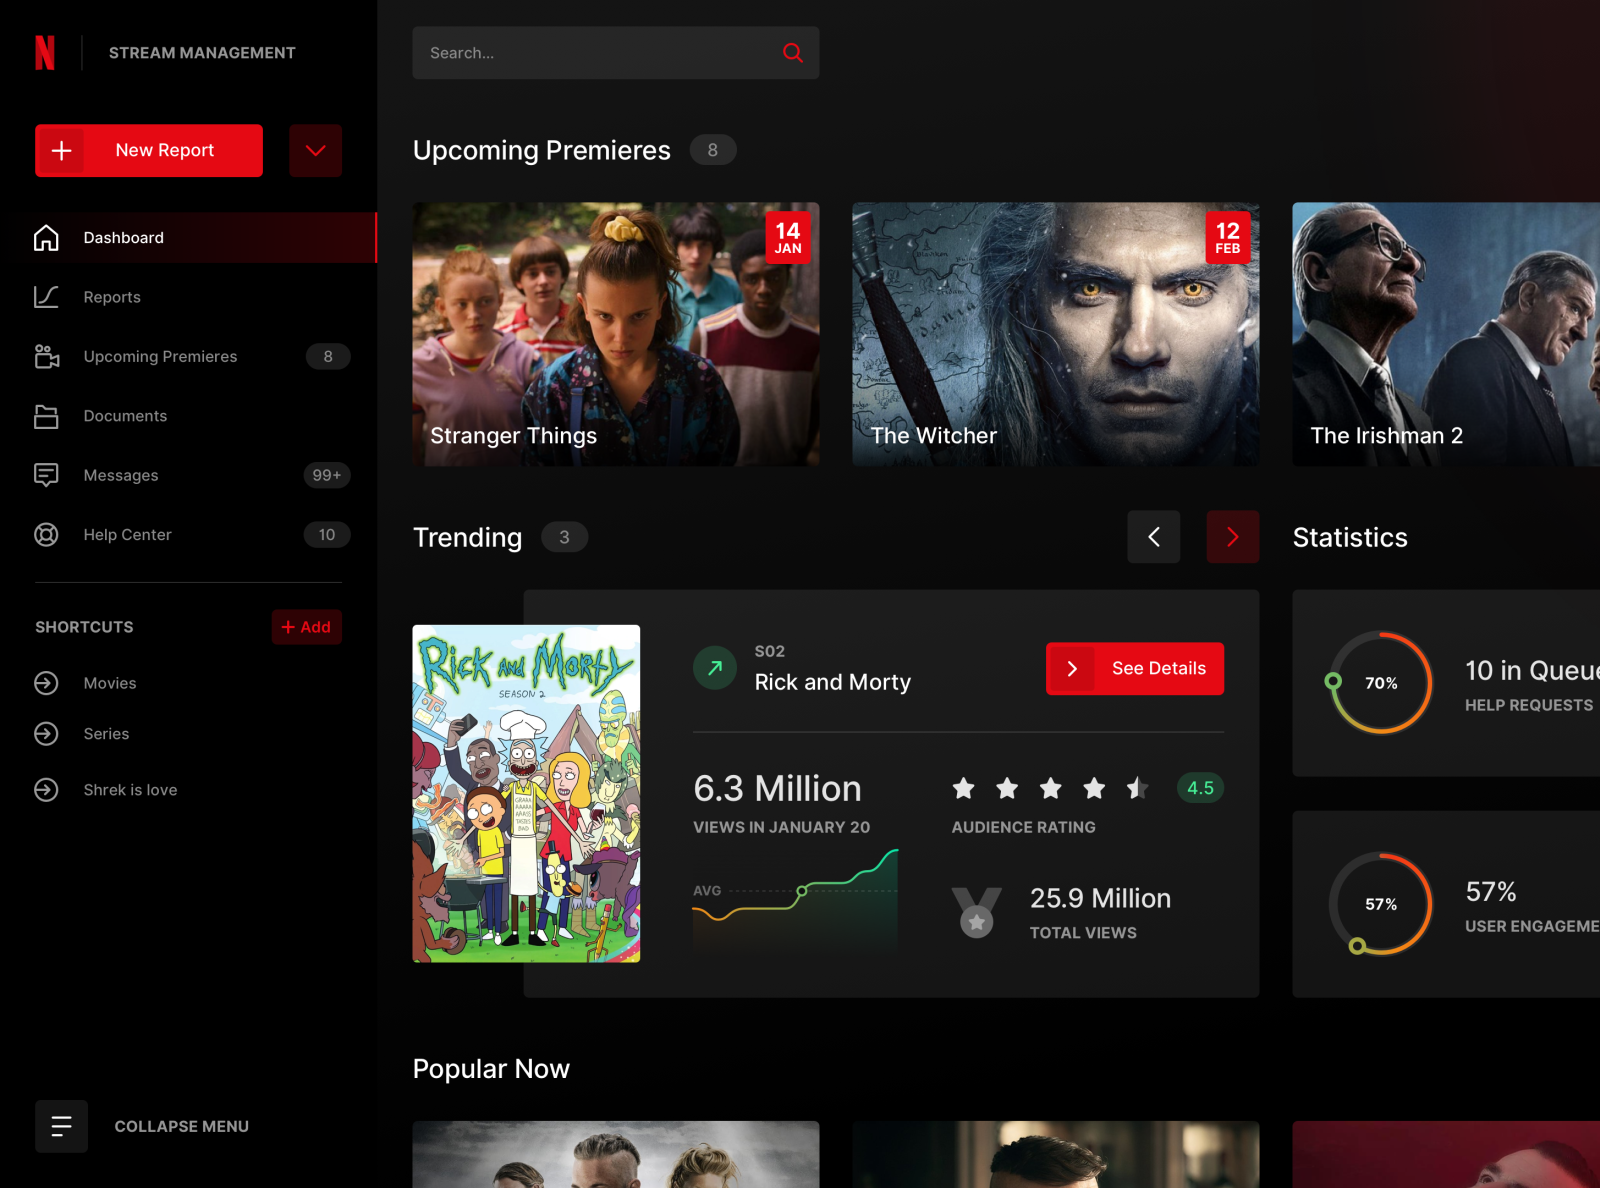 N
STREAM MANAGEMENT
New Report
Dashboard
Reports
Upcoming Premieres 8
Documents
Messages 99+
Help Center 10
SHORTCUTS
+ Add
Movies
Series
Shrek is love
COLLAPSE MENU
Search...
Upcoming Premieres 8
14
JAN
Stranger Things
12
FEB
The Witcher
The Irishman 2
Trending 3
RICK AND MORTY
SEASON 2
S02
Rick and Morty
See Details
6.3 Million
VIEWS IN JANUARY 20
AVG
4.5
AUDIENCE RATING
25.9 Million
TOTAL VIEWS
Statistics
70%
10 in Queue
HELP REQUESTS
57%
57%
USER ENGAGEME
Popular Now